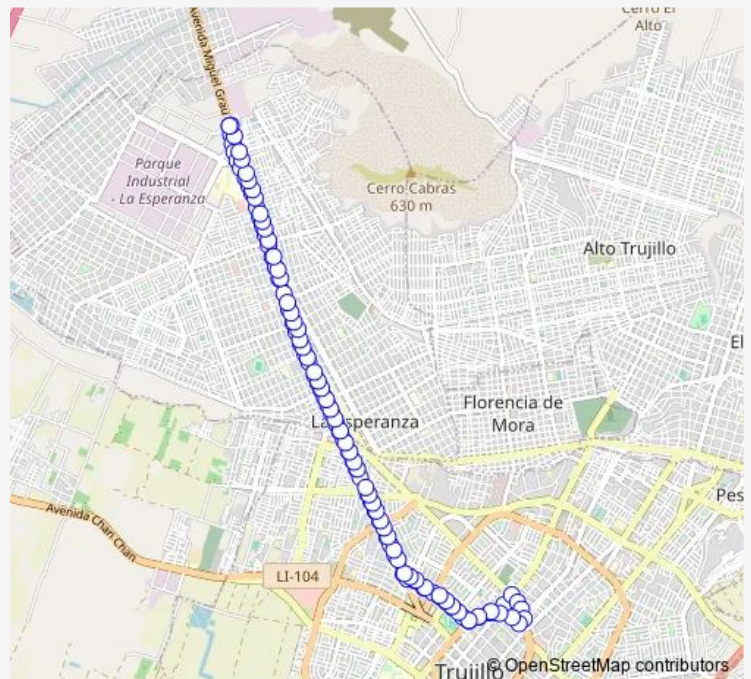 Cerro El
Alto
Avenida Miguel Grau
Parque
Industrial
- La Esperanza
Cerro Cabras
630 m
Alto Trujillo
El
Florencia de
Mora
La Esperanza
Pes
Avenida Chan Chan
LI-104
Trujillo
© OpenStreetMap contributors